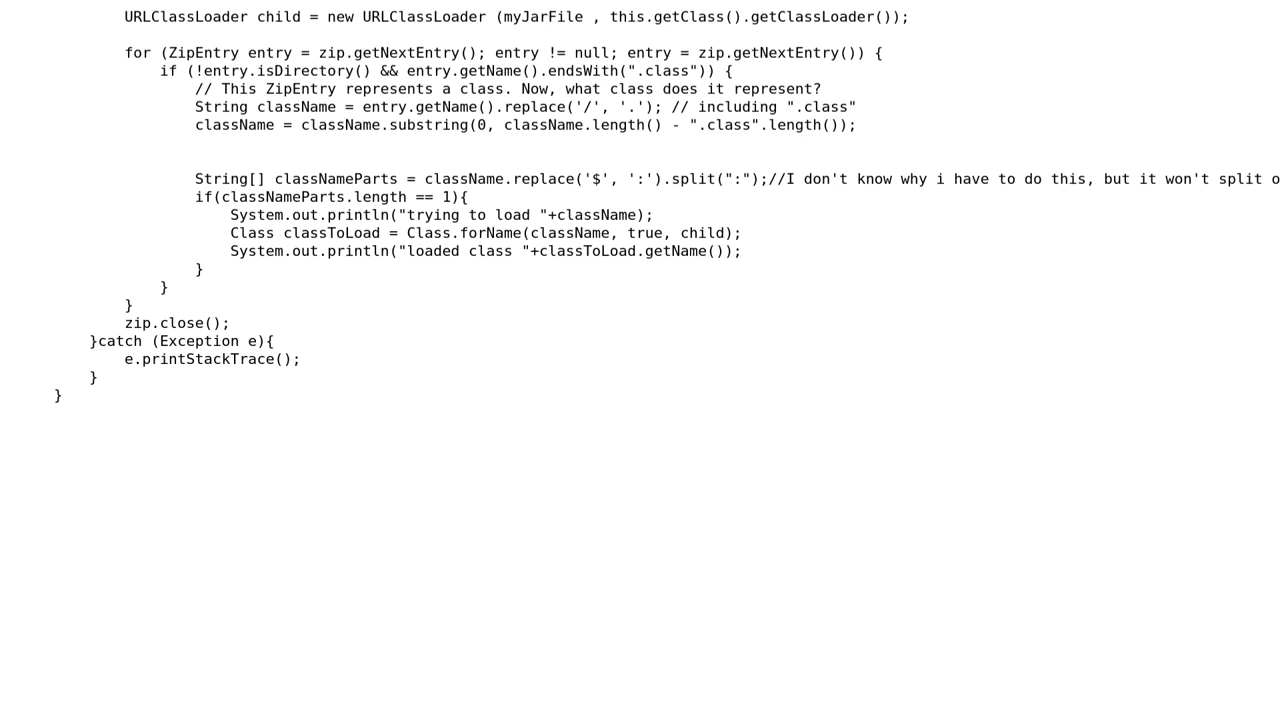 URLClassLoader child = new URLClassLoader (myJarFile , this.getClass().getClassLoader());
for (ZipEntry entry = zip.getNextEntry(); entry != null; entry = zip.getNextEntry()) {
if (!entry.isDirectory() && entry.getName().endsWith(".class")) {
// This ZipEntry represents a class. Now, what class does it represent?
String className = entry.getName().replace('/', '.'); // including ".class"
className = className.substring(0, className.length() - ".class".length());
String[] classNameParts = className.replace('$', ':').split(":");//I don't know why i have to do this, but it won't split o
if(classNameParts.length == 1){
System.out.println("trying to load "+className);
Class classToLoad = Class.forName(className, true, child);
System.out.println("loaded class "+classToLoad.getName());
}
}
}
zip.close();
}catch (Exception e){
e.printStackTrace();
}
}